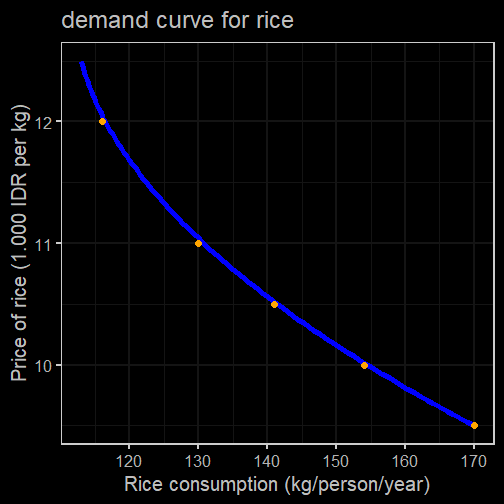 demand curve for rice
Price of rice (1.000 IDR per kg)
12
11
10
120 130 140 150 160 170
Rice consumption (kg/person/year)